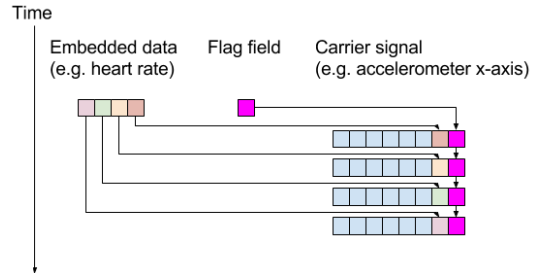 Time
Embedded data
(e.g. heart rate)
Flag field
Carrier signal
(e.g. accelerometer x-axis)